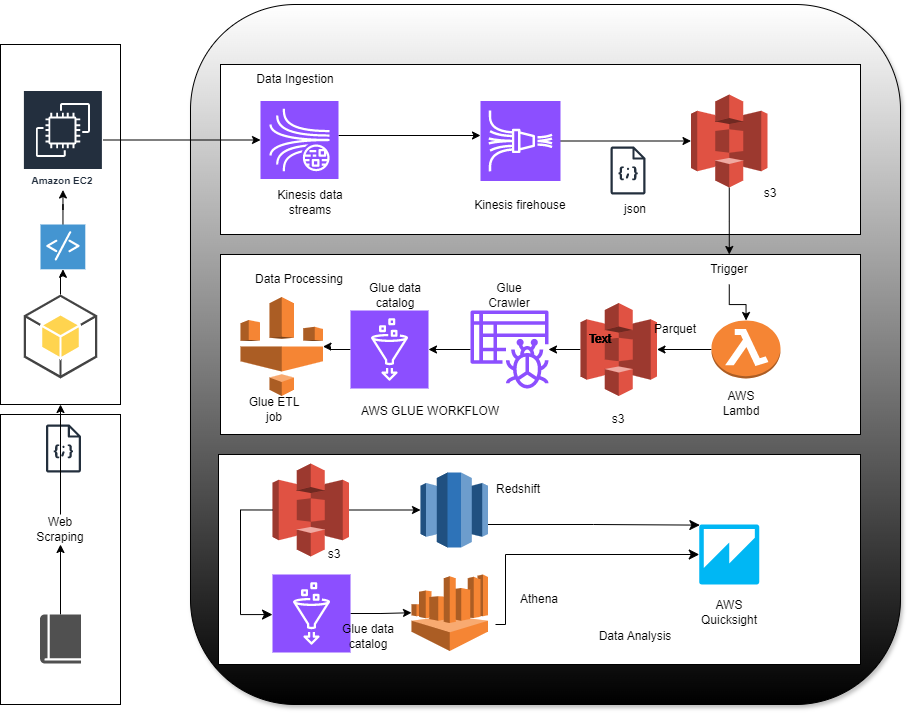 Data Ingestion
Amazon EC2
Kinesis data
streams
Kinesis firehouse
{;}
json
s3
</>
Data Processing
Glue data
catalog
Glue
Crawler
Trigger
Text
Parquet
Glue ETL
job
AWS GLUE WORKFLOW
s3
AWS
Lambd
{;}
Web
Scraping
Redshift
s3
Glue data
catalog
Athena
AWS
Quicksight
Data Analysis